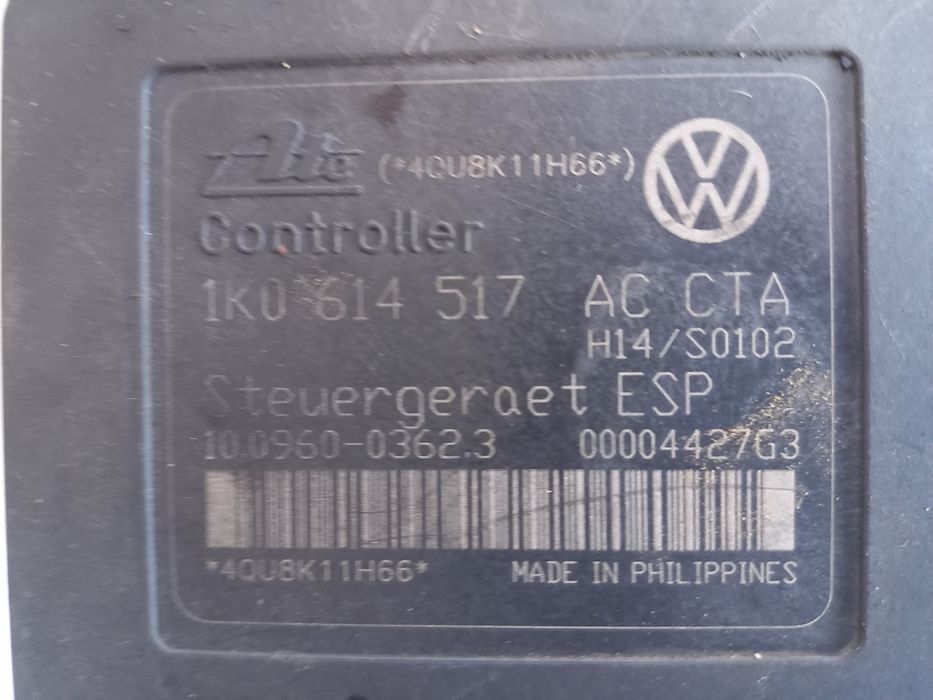 Ate (*4QU8K11H66*)
Controller
1K0 614 517 AC CTA
H14/S0102
Steuergeraet ESP
10.0960-0362.3 00004427G3
*4QU8K11H66* MADE IN PHILIPPINES